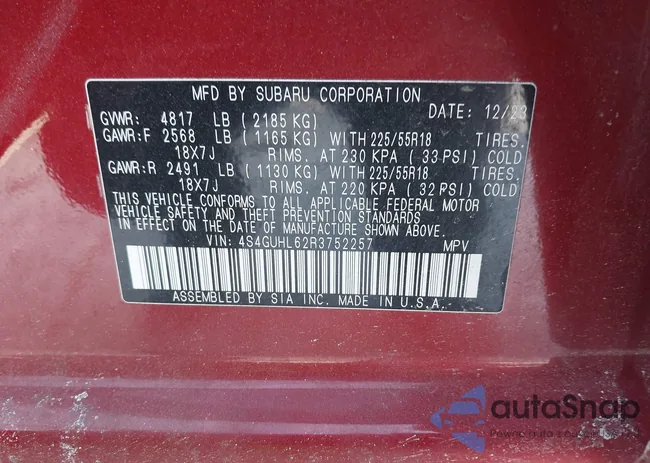 MFD BY SUBARU CORPORATION
GVWR: 4817 LB (2185 KG) DATE: 12/23
GAWR:F 2568 LB (1165 KG) WITH 225/55R18 TIRES.
18X7J RIMS. AT 230 KPA (33 PSI) COLD
GAWR:R 2491 LB (1130 KG) WITH 225/55R18 TIRES.
18X7J RIMS. AT 220 KPA (32 PSI) COLD
THIS VEHICLE CONFORMS TO ALL APPLICABLE FEDERAL MOTOR
VEHICLE SAFETY AND THEFT PREVENTION STANDARDS
IN EFFECT ON THE DATE OF MANUFACTURE SHOWN ABOVE.
VIN: 4S4GUHL62R3752257 MPV
ASSEMBLED BY SIA INC. MADE IN U.S.A.
autoSnap